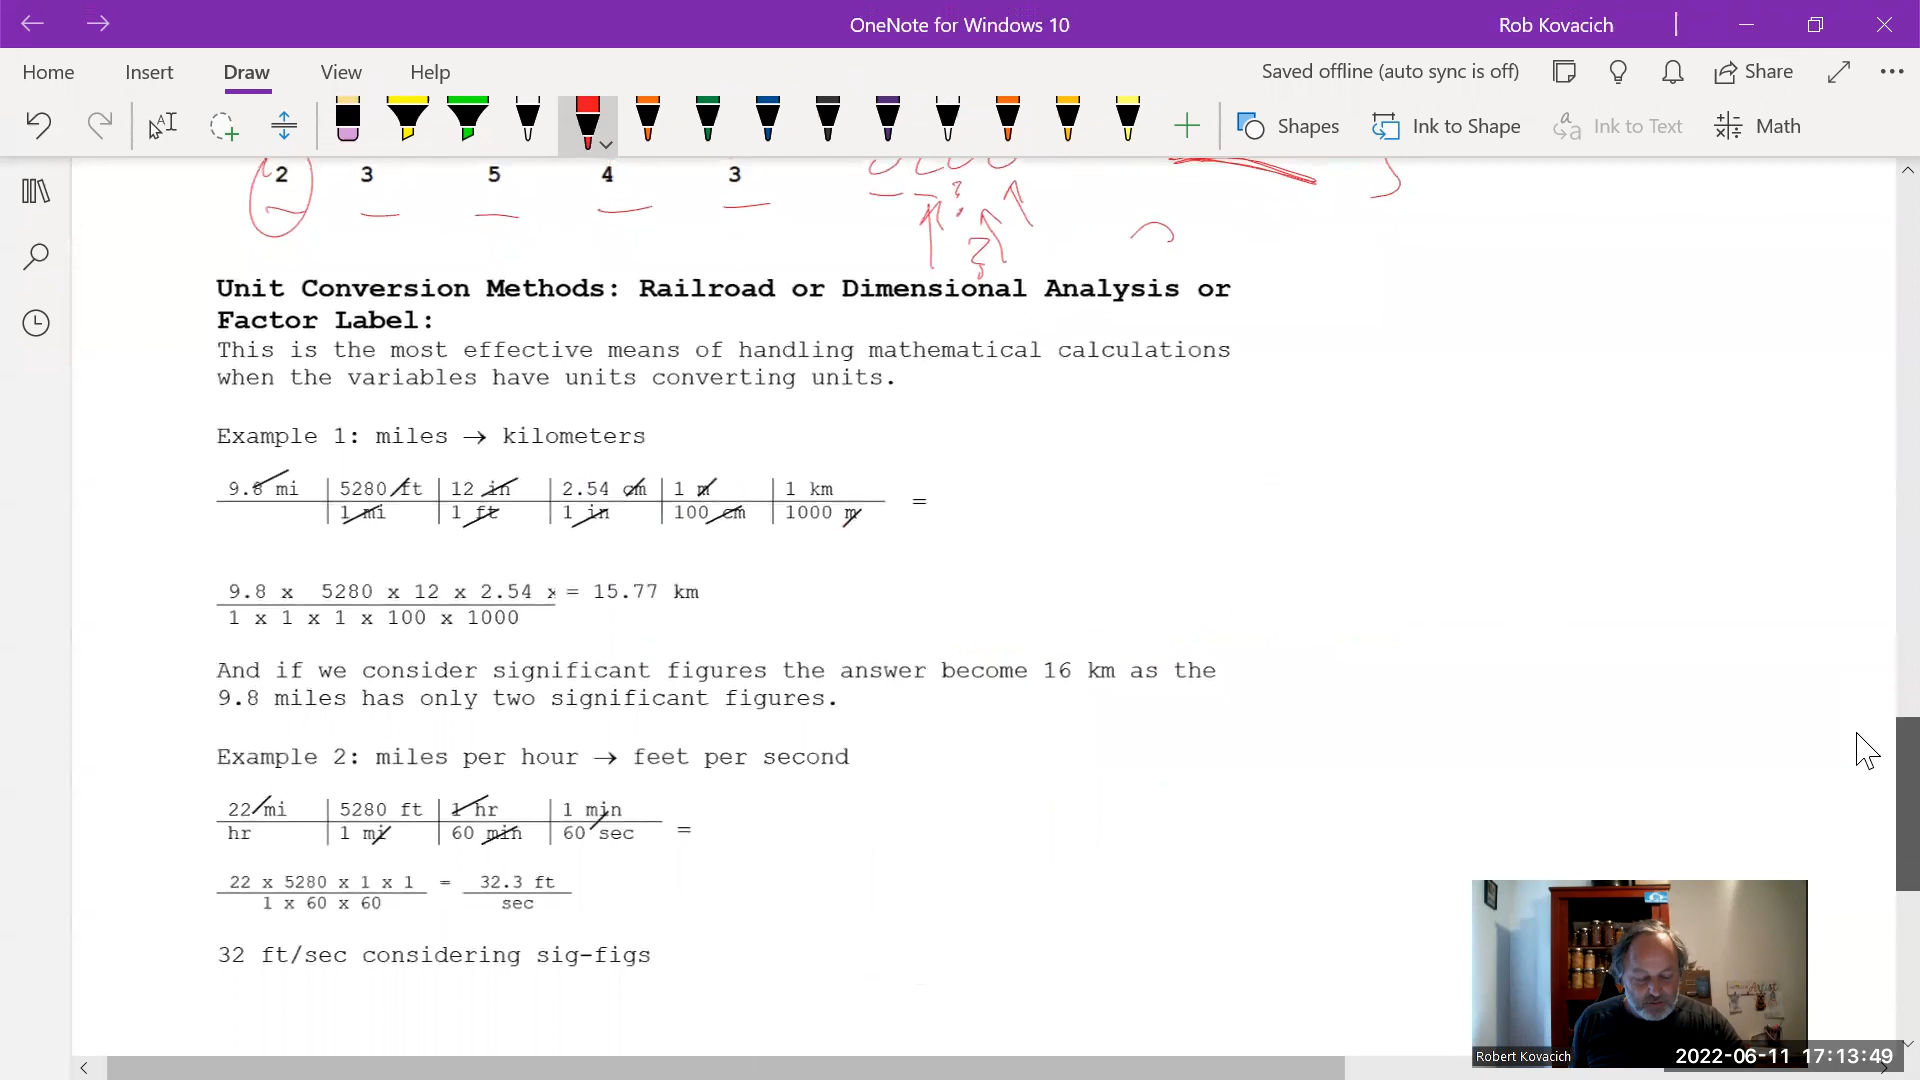 OneNote for Windows 10
Rob Kovacich
Home
Insert
Draw
View
Help
Saved offline (auto sync is off)
Share
Shapes
Ink to Shape
Ink to Text
Math
2 3 5 4 3
Unit Conversion Methods: Railroad or Dimensional Analysis or
Factor Label:
This is the most effective means of handling mathematical calculations
when the variables have units converting units.
Example 1: miles → kilometers
9.8 mi | 5280 ft | 12 in | 2.54 cm | 1 m | 1 km
1 mi | 1 ft | 1 in | 100 cm | 1000 m
=
9.8 x 5280 x 12 x 2.54 x = 15.77 km
1 x 1 x 1 x 100 x 1000
And if we consider significant figures the answer become 16 km as the
9.8 miles has only two significant figures.
Example 2: miles per hour → feet per second
22 mi | 5280 ft | 1 hr | 1 min
hr | 1 mi | 60 min | 60 sec
=
22 x 5280 x 1 x 1 = 32.3 ft
1 x 60 x 60 sec
32 ft/sec considering sig-figs
Robert Kovacich
2022-06-11 17:13:49